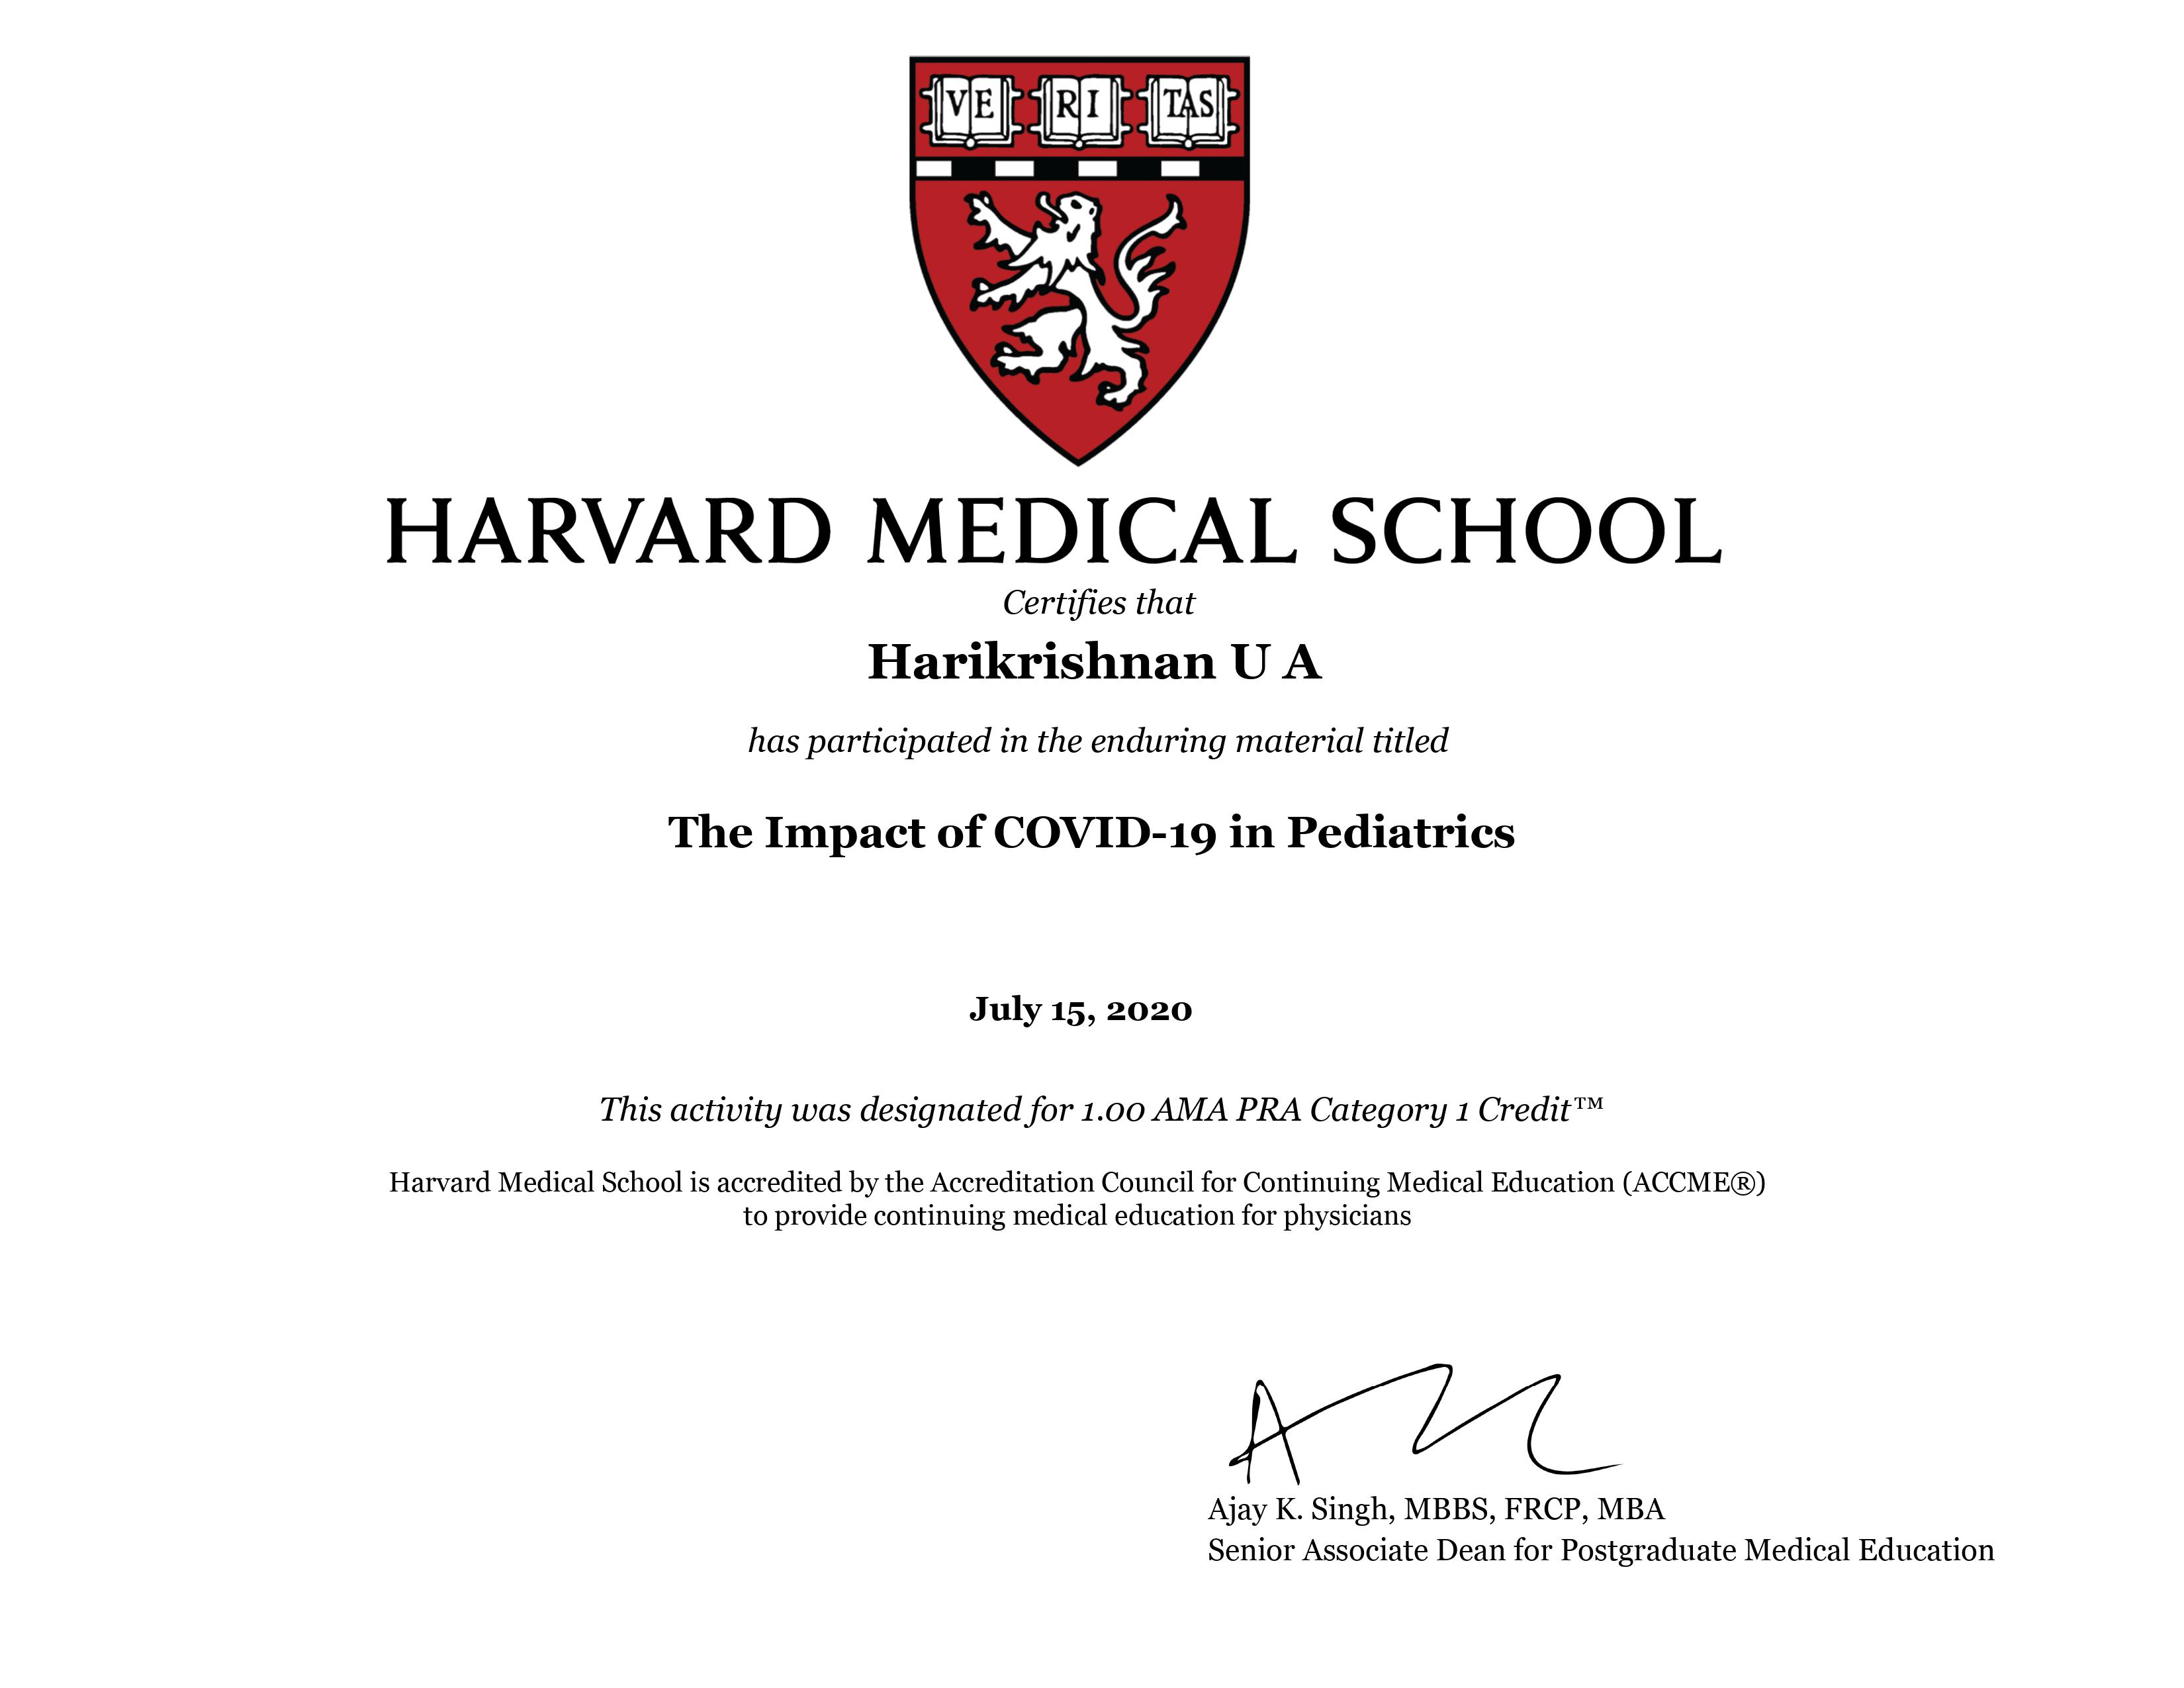 VE RI TAS
HARVARD MEDICAL SCHOOL
Certifies that
Harikrishnan U A
has participated in the enduring material titled
The Impact of COVID-19 in Pediatrics
July 15, 2020
This activity was designated for 1.00 AMA PRA Category 1 Credit™
Harvard Medical School is accredited by the Accreditation Council for Continuing Medical Education (ACCME®)
to provide continuing medical education for physicians
Ajay K. Singh, MBBS, FRCP, MBA
Senior Associate Dean for Postgraduate Medical Education